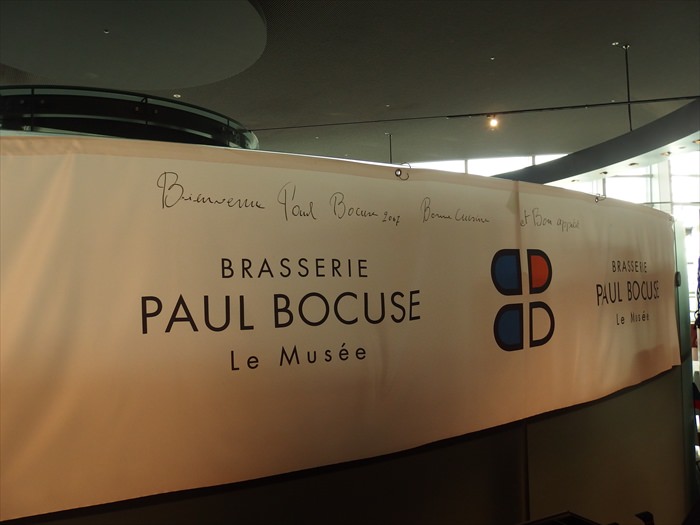 Bienvenue Paul Bocuse 2007 Bonne Cuisine et Bon appétit
BRASSERIE
PAUL BOCUSE
Le Musée
BRASSERIE
PAUL BOCUSE
Le Musée